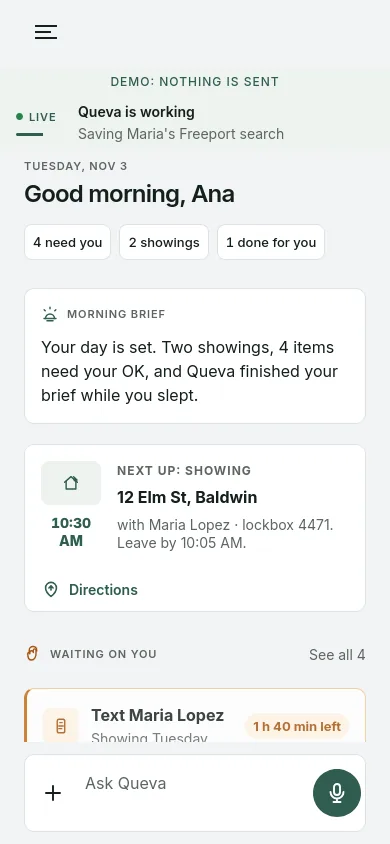 DEMO: NOTHING IS SENT
LIVE
Queva is working
Saving Maria's Freeport search
TUESDAY, NOV 3
Good morning, Ana
4 need you
2 showings
1 done for you
MORNING BRIEF
Your day is set. Two showings, 4 items
need your OK, and Queva finished your
brief while you slept.
NEXT UP: SHOWING
12 Elm St, Baldwin
10:30
AM
with Maria Lopez · lockbox 4471.
Leave by 10:05 AM.
Directions
WAITING ON YOU
See all 4
Text Maria Lopez
1 h 40 min left
Showing Tuesday
Ask Queva